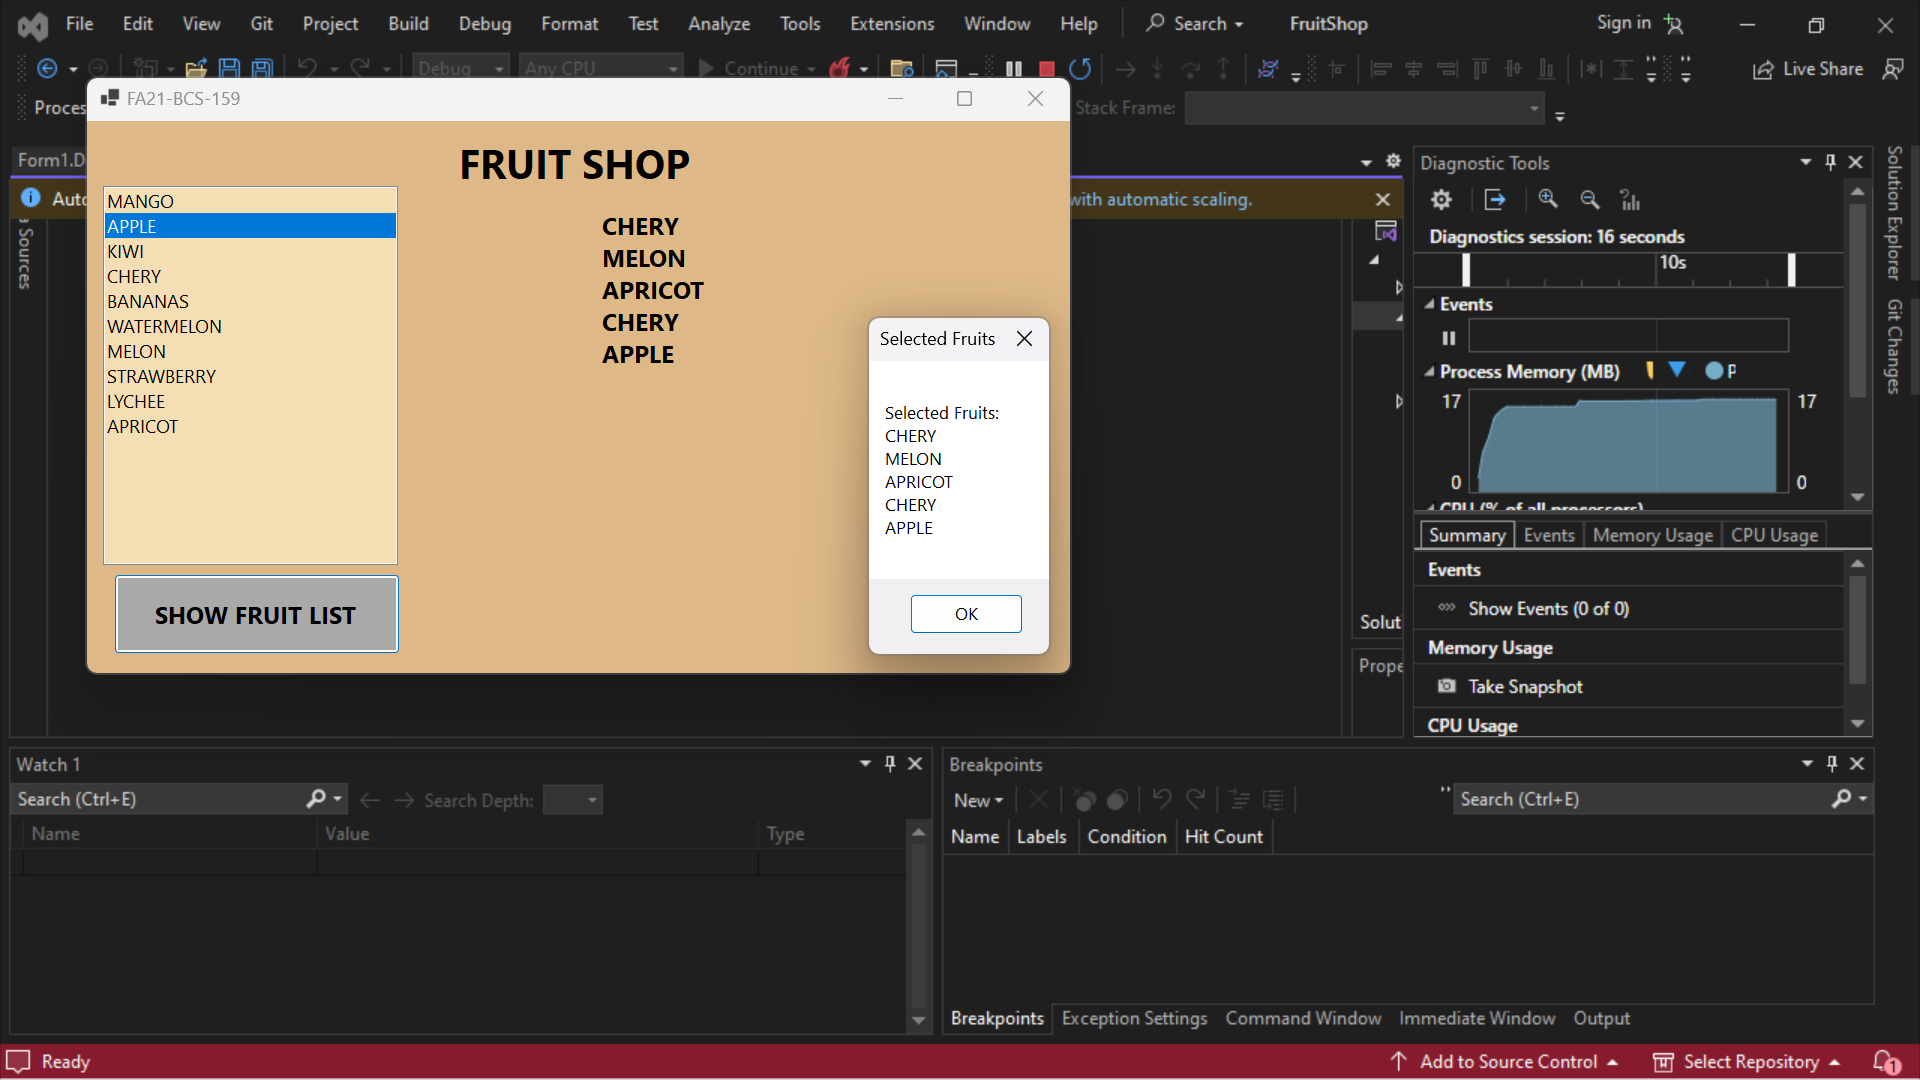 File Edit View Git Project Build Debug Format Test Analyze Tools Extensions Window Help Search FruitShop Sign in
Debug Any CPU Continue Live Share
Stack Frame:
FA21-BCS-159
FRUIT SHOP
MANGO
APPLE
KIWI
CHERY
BANANAS
WATERMELON
MELON
STRAWBERRY
LYCHEE
APRICOT
SHOW FRUIT LIST
CHERY
MELON
APRICOT
CHERY
APPLE
Selected Fruits
Selected Fruits:
CHERY
MELON
APRICOT
CHERY
APPLE
OK
with automatic scaling.
Diagnostic Tools
Diagnostics session: 16 seconds
10s
Events
Process Memory (MB) P
17 17
0 0
CPU (% of all processors)
Summary Events Memory Usage CPU Usage
Events
Show Events (0 of 0)
Memory Usage
Take Snapshot
CPU Usage
Solution Explorer
Git Changes
Watch 1
Search (Ctrl+E) Search Depth:
Name Value Type
Breakpoints
New Search (Ctrl+E)
Name Labels Condition Hit Count
Breakpoints Exception Settings Command Window Immediate Window Output
Ready Add to Source Control Select Repository 1